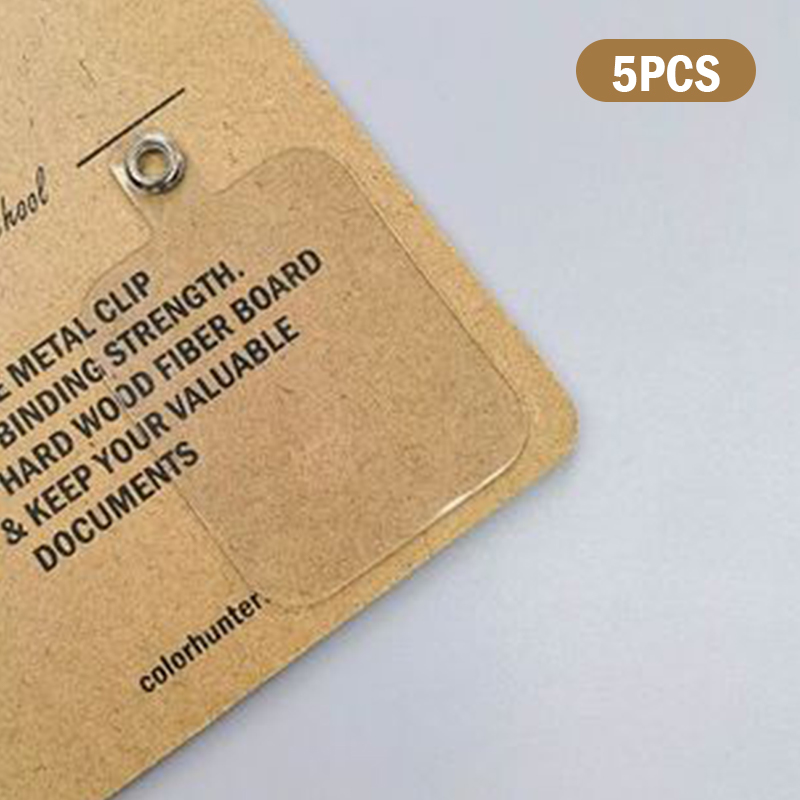 5PCS
hool
E METAL CLIP
BINDING STRENGTH.
HARD WOOD FIBER BOARD
& KEEP YOUR VALUABLE
DOCUMENTS
colorhunter.